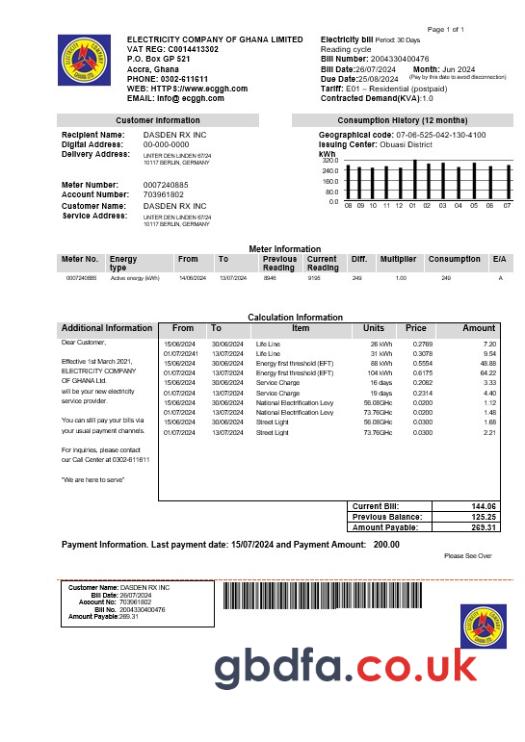 Page 1 of 1
ELECTRICITY COMPANY OF GHANA LIMITED
VAT REG: C0014413302
P.O. Box GP 521
Accra, Ghana
PHONE: 0302-611611
WEB: HTTPS://www.ecggh.com
EMAIL: info@ ecggh.com
Electricity bill Period: 30 Days
Reading cycle
Bill Number: 2004330400476
Bill Date:26/07/2024 Month: Jun 2024
Due Date:25/08/2024 (Pay by this date to avoid disconnection)
Tariff: E01 – Residential (postpaid)
Contracted Demand(KVA):1.0
Customer Information
Recipient Name: DASDEN RX INC
Digital Address: 00-000-0000
Delivery Address: UNTER DEN LINDEN 67/24
10117 BERLIN, GERMANY
Meter Number: 0007240885
Account Number: 703961802
Customer Name: DASDEN RX INC
Service Address: UNTER DEN LINDEN 67/24
10117 BERLIN, GERMANY
Consumption History (12 months)
Geographical code: 07-06-525-042-130-4100
Issuing Center: Obuasi District
kWh
320.0
240.0
160.0
80.0
0.0
08 09 10 11 12 01 02 03 04 05 06 07
Meter Information
Meter No. Energy type From To Previous Reading Current Reading Diff. Multiplier Consumption E/A
0007240885 Active energy (kWh) 14/06/2024 13/07/2024 8946 9195 249 1.00 249 A
Calculation Information
Additional Information From To Item Units Price Amount
Dear Customer,
Effective 1st March 2021,
ELECTRICITY COMPANY
OF GHANA Ltd.
will be your new electricity
service provider.
You can still pay your bills via
your usual payment channels.
For inquiries, please contact
our Call Center at 0302-611611
"We are here to serve"
15/06/2024 30/06/2024 Life Line 26 kWh 0.2769 7.20
01/07/20241 13/07/2024 Life Line 31 kWh 0.3078 9.54
15/06/2024 30/06/2024 Energy first threshold (EFT) 88 kWh 0.5554 48.88
01/07/2024 13/07/2024 Energy first threshold (EFT) 104 kWh 0.6175 64.22
15/06/2024 30/06/2024 Service Charge 16 days 0.2082 3.33
01/07/2024 13/07/2024 Service Charge 19 days 0.2314 4.40
15/06/2024 30/06/2024 National Electrification Levy 56.08GHc 0.0200 1.12
01/07/2024 13/07/2024 National Electrification Levy 73.76GHc 0.0200 1.48
15/06/2024 30/06/2024 Street Light 56.08GHc 0.0300 1.68
01/07/2024 13/07/2024 Street Light 73.76GHc 0.0300 2.21
Current Bill: 144.06
Previous Balance: 125.25
Amount Payable: 269.31
Payment Information. Last payment date: 15/07/2024 and Payment Amount: 200.00
Please See Over
Customer Name: DASDEN RX INC
Bill Date: 26/07/2024
Account No: 703961802
Bill No. 2004330400476
Amount Payable:269.31
gbdfa.co.uk